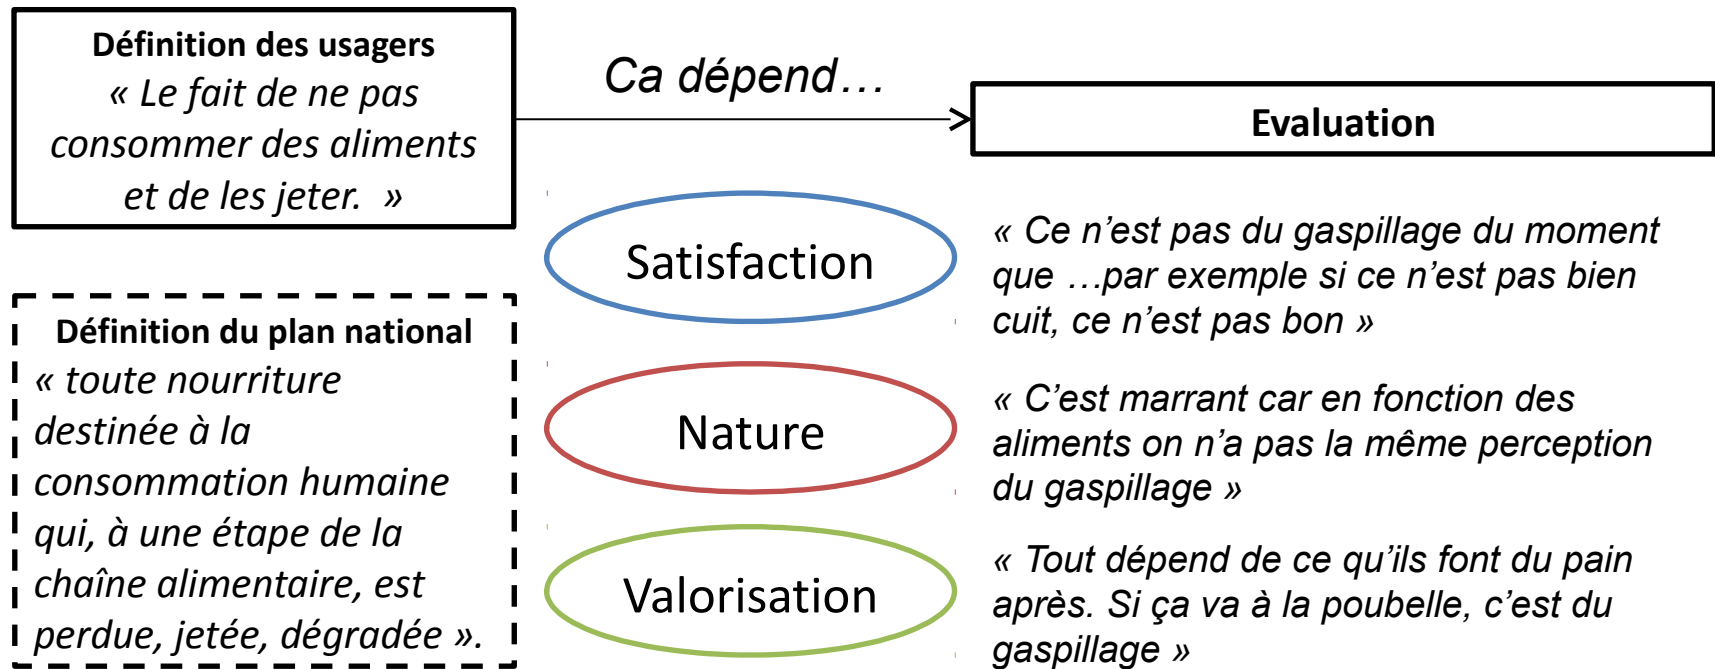 Définition des usagers
« Le fait de ne pas
consommer des aliments
et de les jeter.  »
Ca dépend…
Evaluation
Définition du plan national
« toute nourriture
destinée à la
consommation humaine
qui, à une étape de la
chaîne alimentaire, est
perdue, jetée, dégradée ».
Satisfaction
« Ce n’est pas du gaspillage du moment
que …par exemple si ce n’est pas bien
cuit, ce n’est pas bon »
Nature
« C’est marrant car en fonction des
aliments on n’a pas la même perception
du gaspillage »
Valorisation
« Tout dépend de ce qu’ils font du pain
après. Si ça va à la poubelle, c’est du
gaspillage »